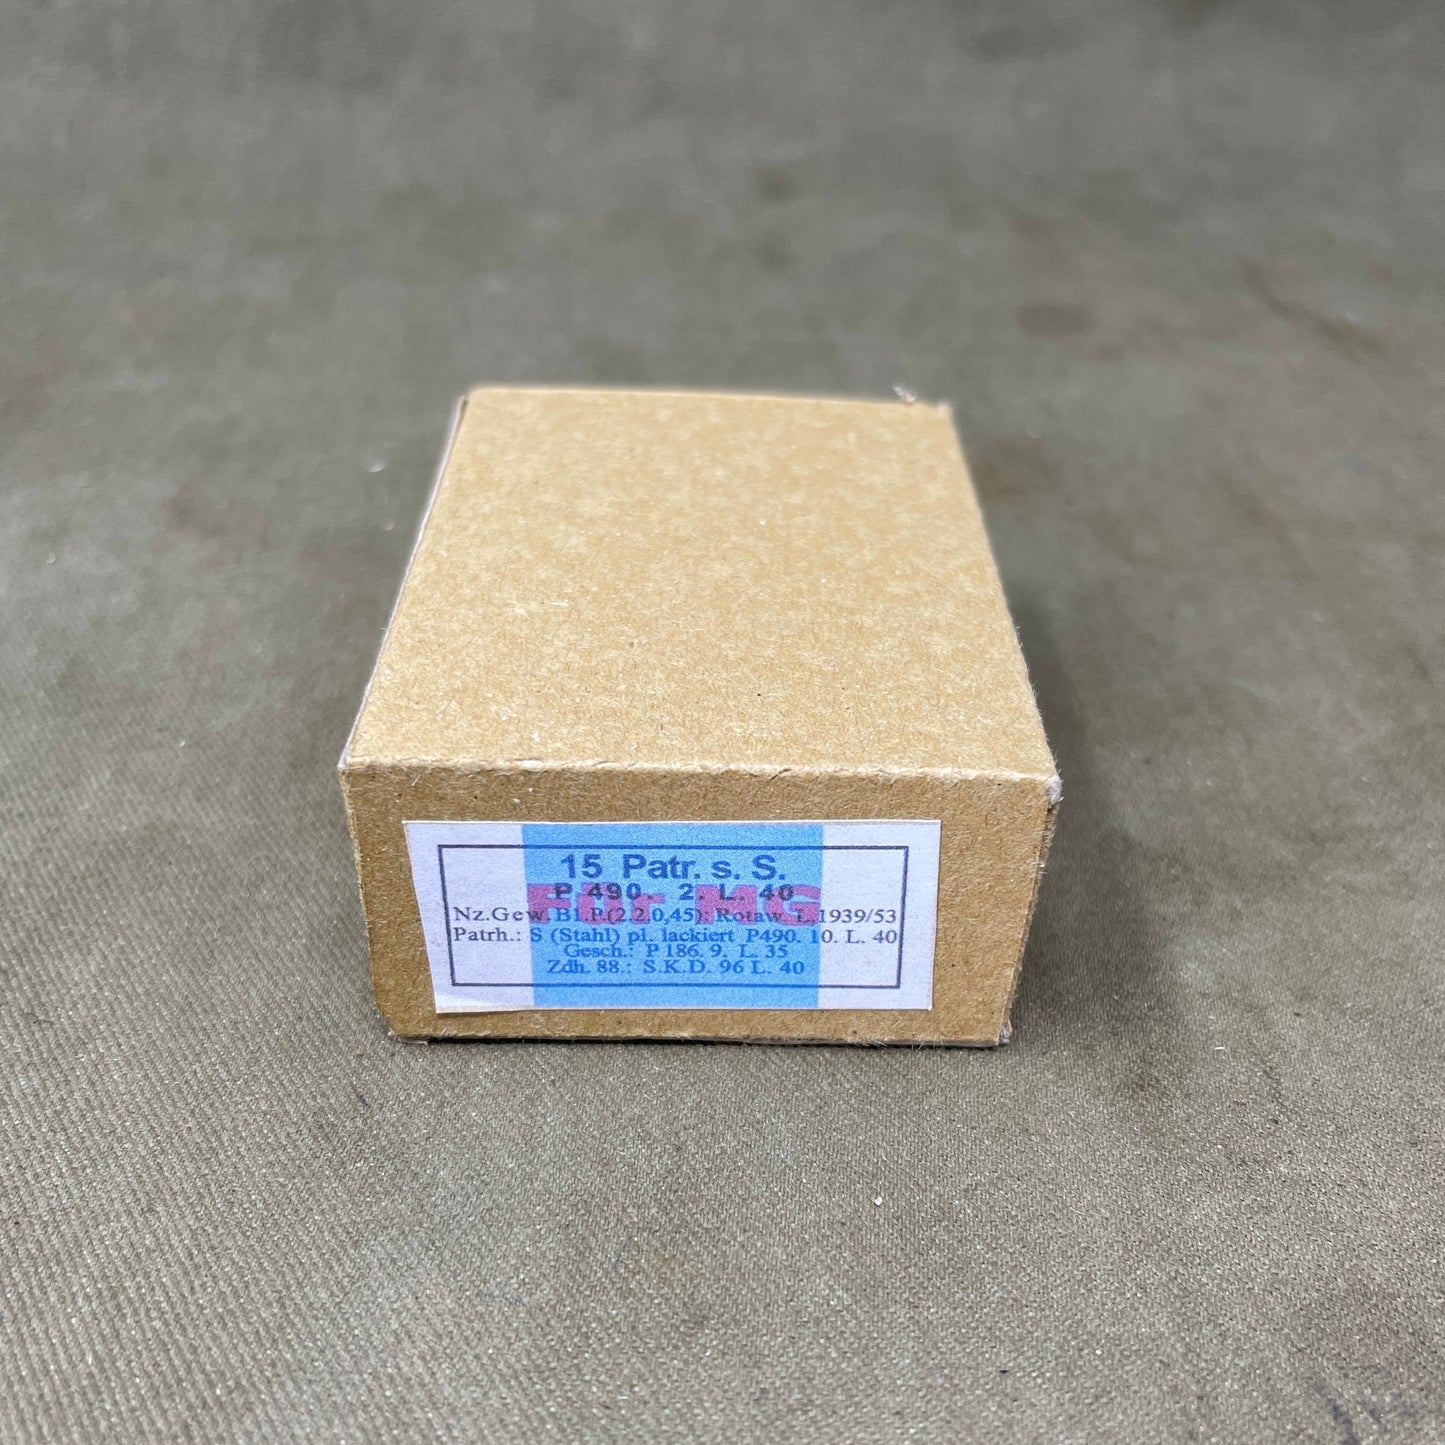 15 Patr. s. S.
P.490. 2. L. 40
Für MG
Nz.Gew. Bl.P.(2.2.0,45): Rotaw. L.1939/53
Patrh.: S (Stahl) pl. lackiert P490. 10. L. 40
Gesch.: P 186. 9. L. 35
Zdh. 88.: S.K.D. 96 L. 40